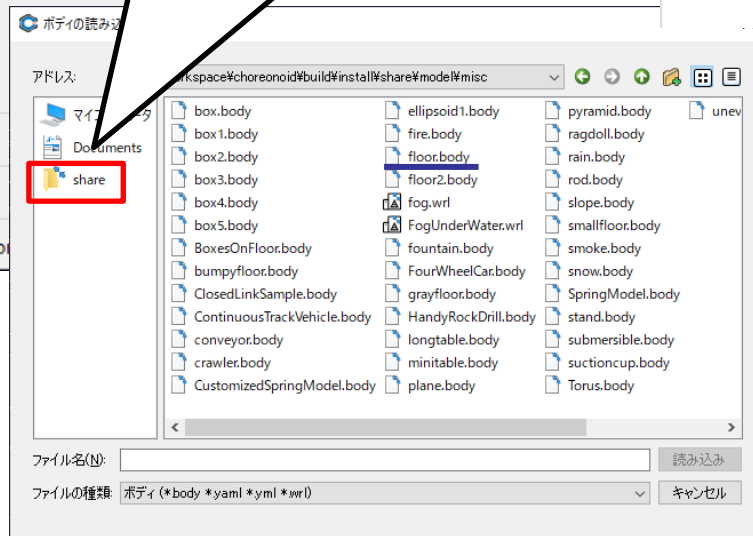 ボディの読み込
アドレス:
kspace¥choreonoid¥build¥install¥share¥model¥misc
マイコ
タ
Documents
share
box.body
box1.body
box2.body
box3.body
box4.body
box5.body
BoxesOnFloor.body
bumpyfloor.body
ClosedLinkSample.body
ContinuousTrackVehicle.body
conveyor.body
crawler.body
CustomizedSpringModel.body
ellipsoid1.body
fire.body
floor.body
floor2.body
fog.wrl
FogUnderWater.wrl
fountain.body
FourWheelCar.body
grayfloor.body
HandyRockDrill.body
longtable.body
minitable.body
plane.body
pyramid.body
ragdoll.body
rain.body
rod.body
slope.body
smallfloor.body
smoke.body
snow.body
SpringModel.body
stand.body
submersible.body
suctioncup.body
Torus.body
unev
ファイル名(N):
読み込み
ファイルの種類:
ボディ (*body *yaml *yml *wrl)
キャンセル